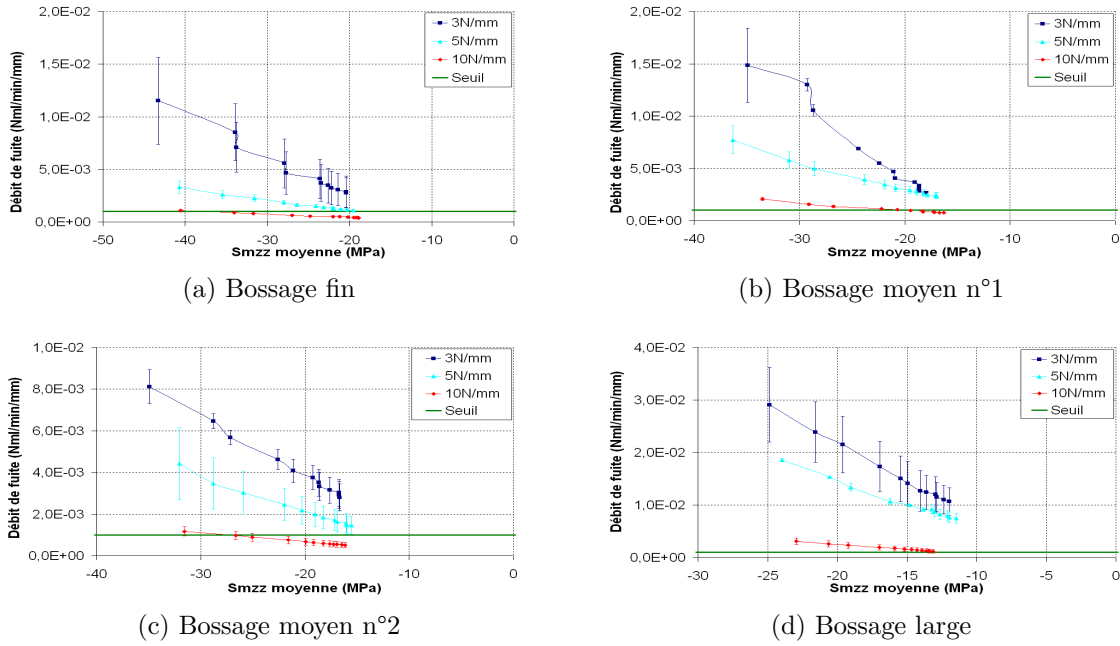 2,0E-02
1,5E-02
1,0E-02
5,0E-03
0,0E+00
Débit de fuite (Nml/min/mm)
3N/mm
5N/mm
10N/mm
Seuil
-50 -40 -30 -20 -10 0
Smzz moyenne (MPa)
(a) Bossage fin
2,0E-02
1,5E-02
1,0E-02
5,0E-03
0,0E+00
Débit de fuite (Nml/min/mm)
3N/mm
5N/mm
10N/mm
Seuil
-40 -30 -20 -10 0
Smzz moyenne (MPa)
(b) Bossage moyen n°1
1,0E-02
8,0E-03
6,0E-03
4,0E-03
2,0E-03
0,0E+00
Débit de fuite (Nml/min/mm)
3N/mm
5N/mm
10N/mm
Seuil
-40 -30 -20 -10 0
Smzz moyenne (MPa)
(c) Bossage moyen n°2
4,0E-02
3,0E-02
2,0E-02
1,0E-02
0,0E+00
Débit de fuite (Nml/min/mm)
3N/mm
5N/mm
10N/mm
Seuil
-30 -25 -20 -15 -10 -5 0
Smzz moyenne (MPa)
(d) Bossage large